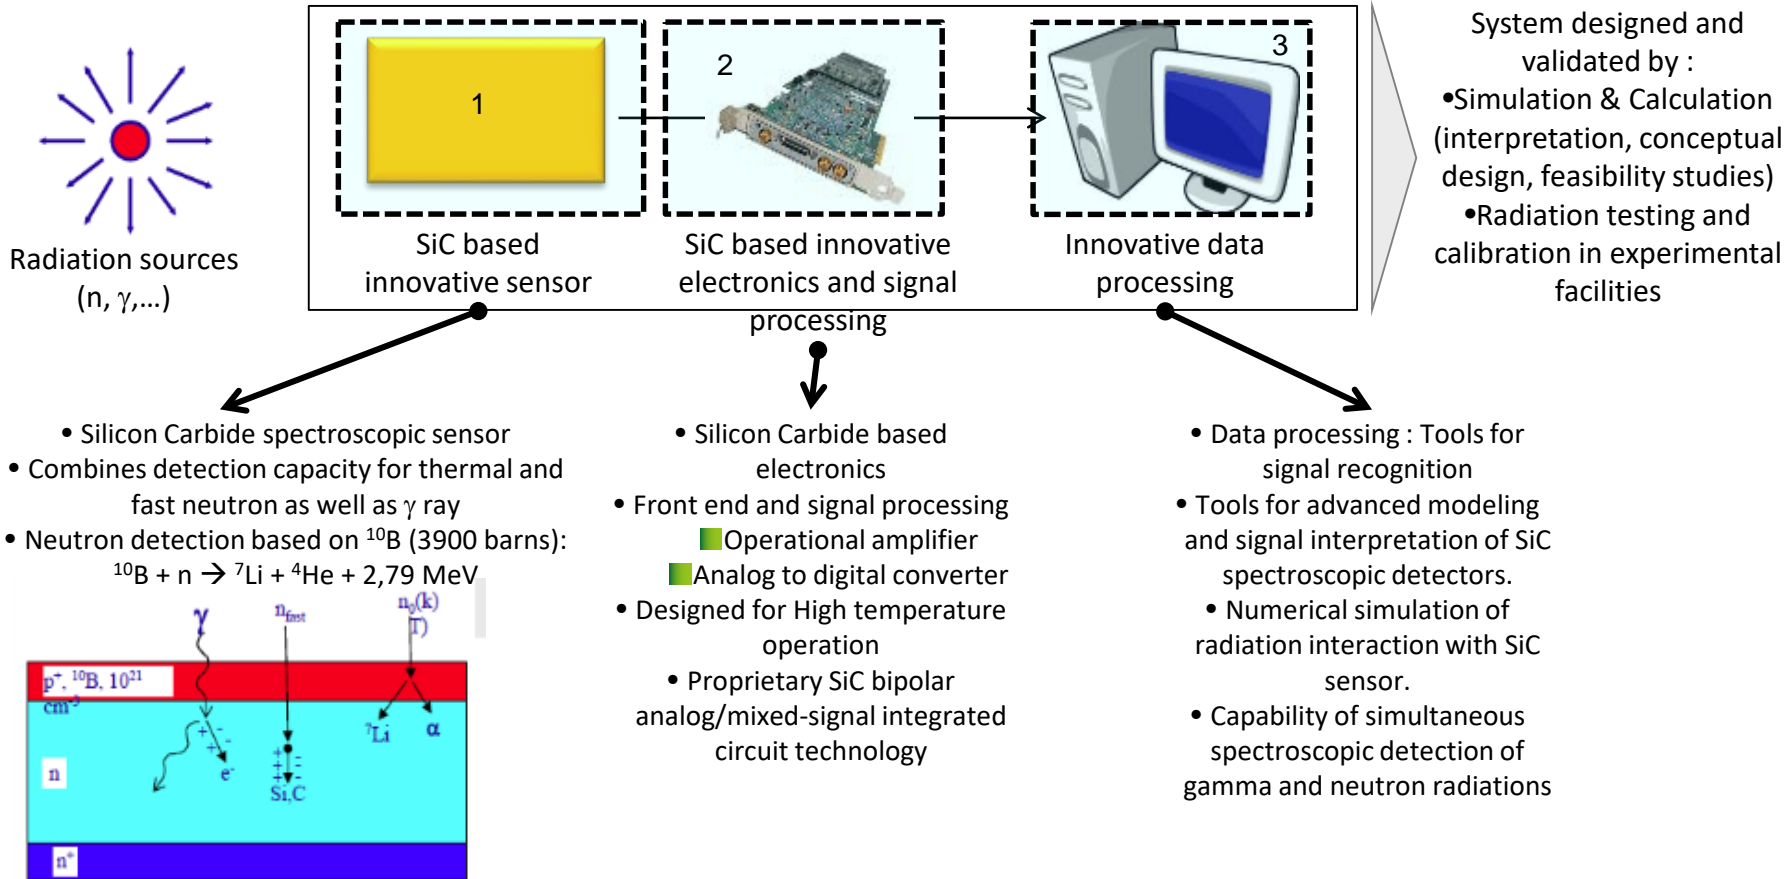 Radiation sources
(n, γ,...)
1
2
3
SiC based
innovative sensor
SiC based innovative
electronics and signal
processing
Innovative data
processing
System designed and
validated by :
•Simulation & Calculation
(interpretation, conceptual
design, feasibility studies)
•Radiation testing and
calibration in experimental
facilities
• Silicon Carbide spectroscopic sensor
• Combines detection capacity for thermal and
fast neutron as well as γ ray
• Neutron detection based on ¹⁰B (3900 barns):
¹⁰B + n → ⁷Li + ⁴He + 2,79 MeV
γ
n_fast
n₀(k
T)
p⁺, ¹⁰B, 10²¹
cm⁻³
+ -
+ -
+ -
e⁻
+ -
+ -
+ -
Si,C
⁷Li
α
n
n⁺
• Silicon Carbide based
electronics
• Front end and signal processing
Operational amplifier
Analog to digital converter
• Designed for High temperature
operation
• Proprietary SiC bipolar
analog/mixed-signal integrated
circuit technology
• Data processing : Tools for
signal recognition
• Tools for advanced modeling
and signal interpretation of SiC
spectroscopic detectors.
• Numerical simulation of
radiation interaction with SiC
sensor.
• Capability of simultaneous
spectroscopic detection of
gamma and neutron radiations